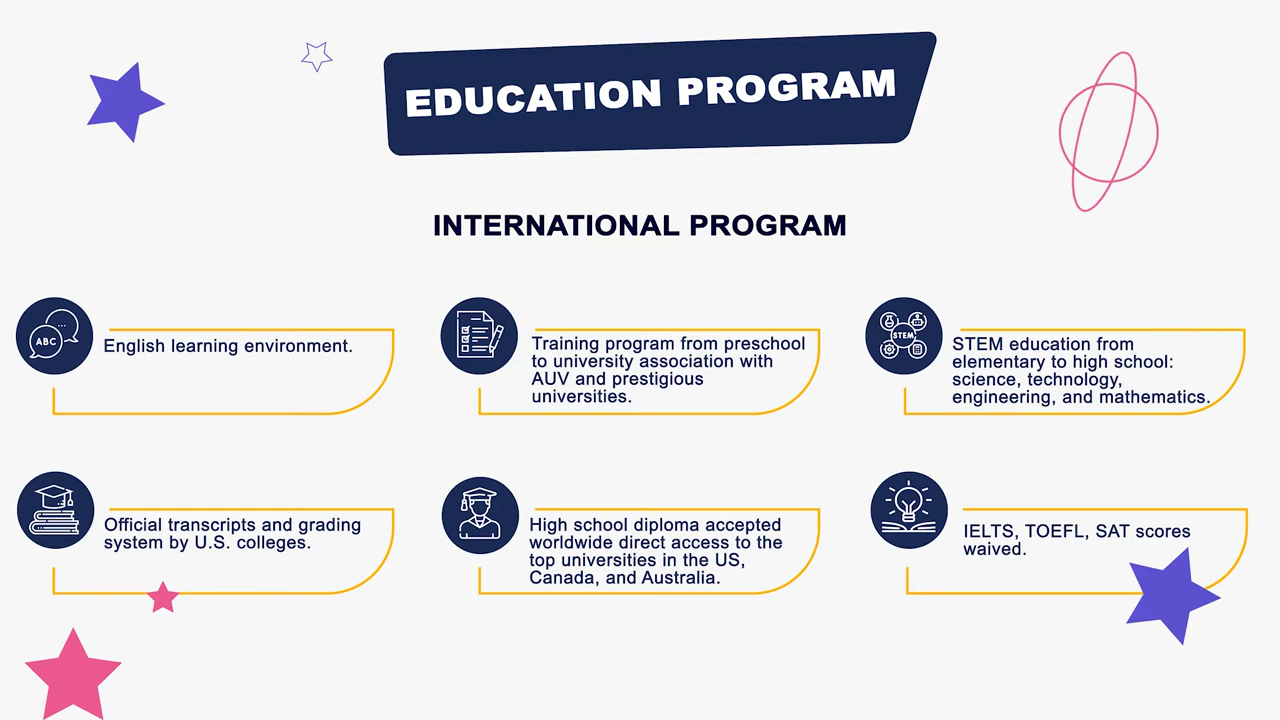 EDUCATION PROGRAM
INTERNATIONAL PROGRAM
ABC
English learning environment.
Training program from preschool
to university association with
AUV and prestigious
universities.
STEM
STEM education from
elementary to high school:
science, technology,
engineering, and mathematics.
Official transcripts and grading
system by U.S. colleges.
High school diploma accepted
worldwide direct access to the
top universities in the US,
Canada, and Australia.
IELTS, TOEFL, SAT scores
waived.